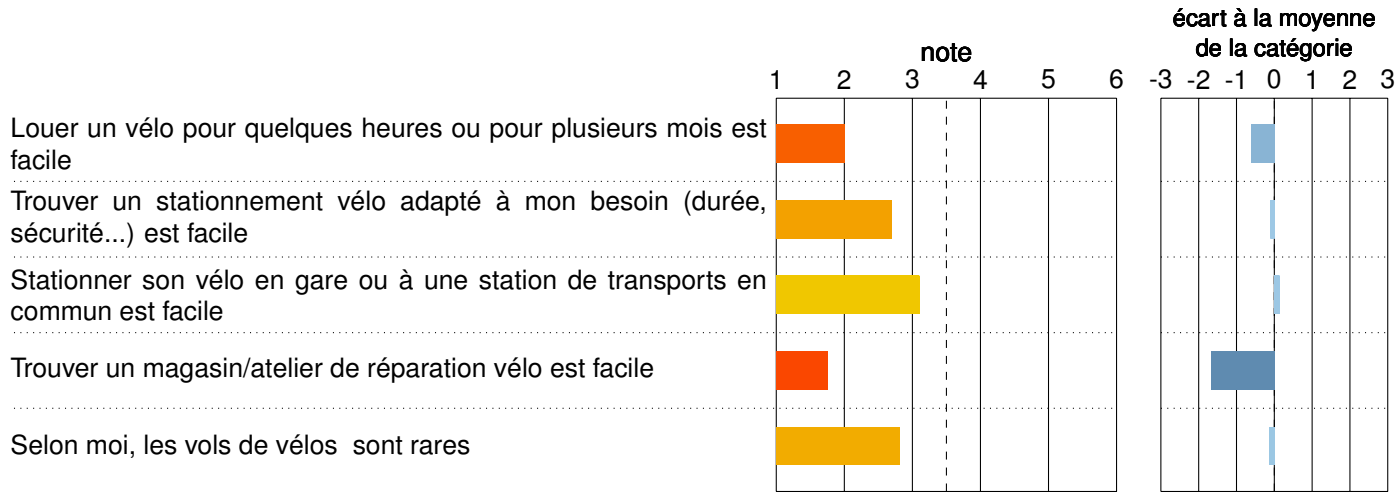 écart à la moyenne
de la catégorie
note
1 2 3 4 5 6
-3 -2 -1 0 1 2 3
Louer un vélo pour quelques heures ou pour plusieurs mois est
facile
Trouver un stationnement vélo adapté à mon besoin (durée,
sécurité...) est facile
Stationner son vélo en gare ou à une station de transports en
commun est facile
Trouver un magasin/atelier de réparation vélo est facile
Selon moi, les vols de vélos sont rares